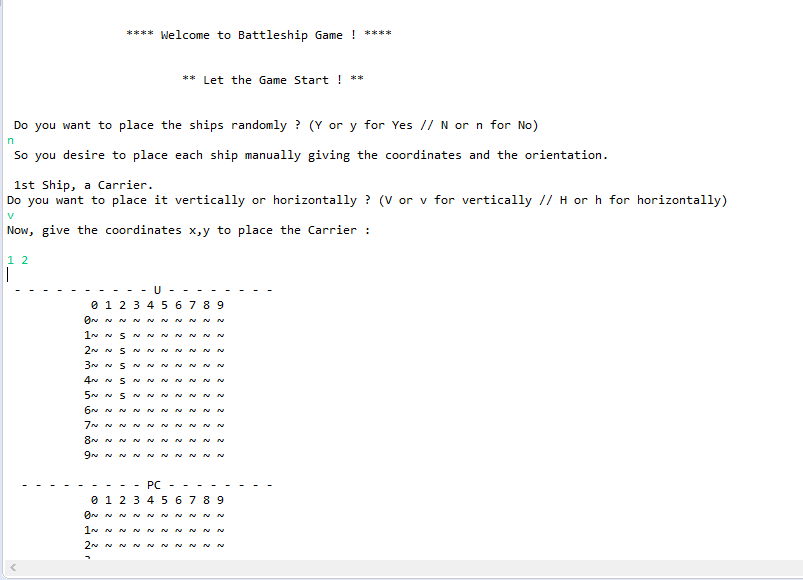 **** Welcome to Battleship Game ! ****
** Let the Game Start ! **
Do you want to place the ships randomly ? (Y or y for Yes // N or n for No)
n
So you desire to place each ship manually giving the coordinates and the orientation.
1st Ship, a Carrier.
Do you want to place it vertically or horizontally ? (V or v for vertically // H or h for horizontally)
v
Now, give the coordinates x,y to place the Carrier :
1 2
- - - - - - - - - - U - - - - - - - -
0 1 2 3 4 5 6 7 8 9
0~ ~ ~ ~ ~ ~ ~ ~ ~ ~
1~ ~ s ~ ~ ~ ~ ~ ~ ~
2~ ~ s ~ ~ ~ ~ ~ ~ ~
3~ ~ s ~ ~ ~ ~ ~ ~ ~
4~ ~ s ~ ~ ~ ~ ~ ~ ~
5~ ~ s ~ ~ ~ ~ ~ ~ ~
6~ ~ ~ ~ ~ ~ ~ ~ ~ ~
7~ ~ ~ ~ ~ ~ ~ ~ ~ ~
8~ ~ ~ ~ ~ ~ ~ ~ ~ ~
9~ ~ ~ ~ ~ ~ ~ ~ ~ ~
- - - - - - - - - PC - - - - - - - -
0 1 2 3 4 5 6 7 8 9
0~ ~ ~ ~ ~ ~ ~ ~ ~ ~
1~ ~ ~ ~ ~ ~ ~ ~ ~ ~
2~ ~ ~ ~ ~ ~ ~ ~ ~ ~